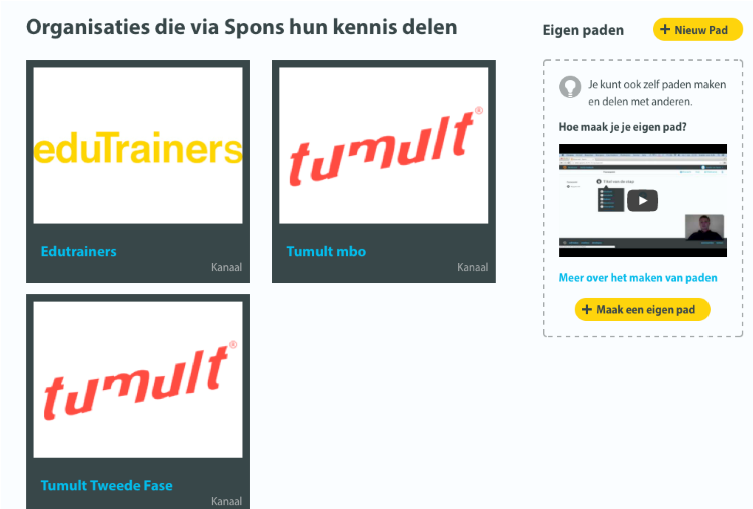 Organisaties die via Spons hun kennis delen
eduTrainers
Edutrainers
Kanaal
tumult®
Tumult mbo
Kanaal
tumult®
Tumult Tweede Fase
Kanaal
Eigen paden
+ Nieuw Pad
Je kunt ook zelf paden maken
en delen met anderen.
Hoe maak je je eigen pad?
Meer over het maken van paden
+ Maak een eigen pad